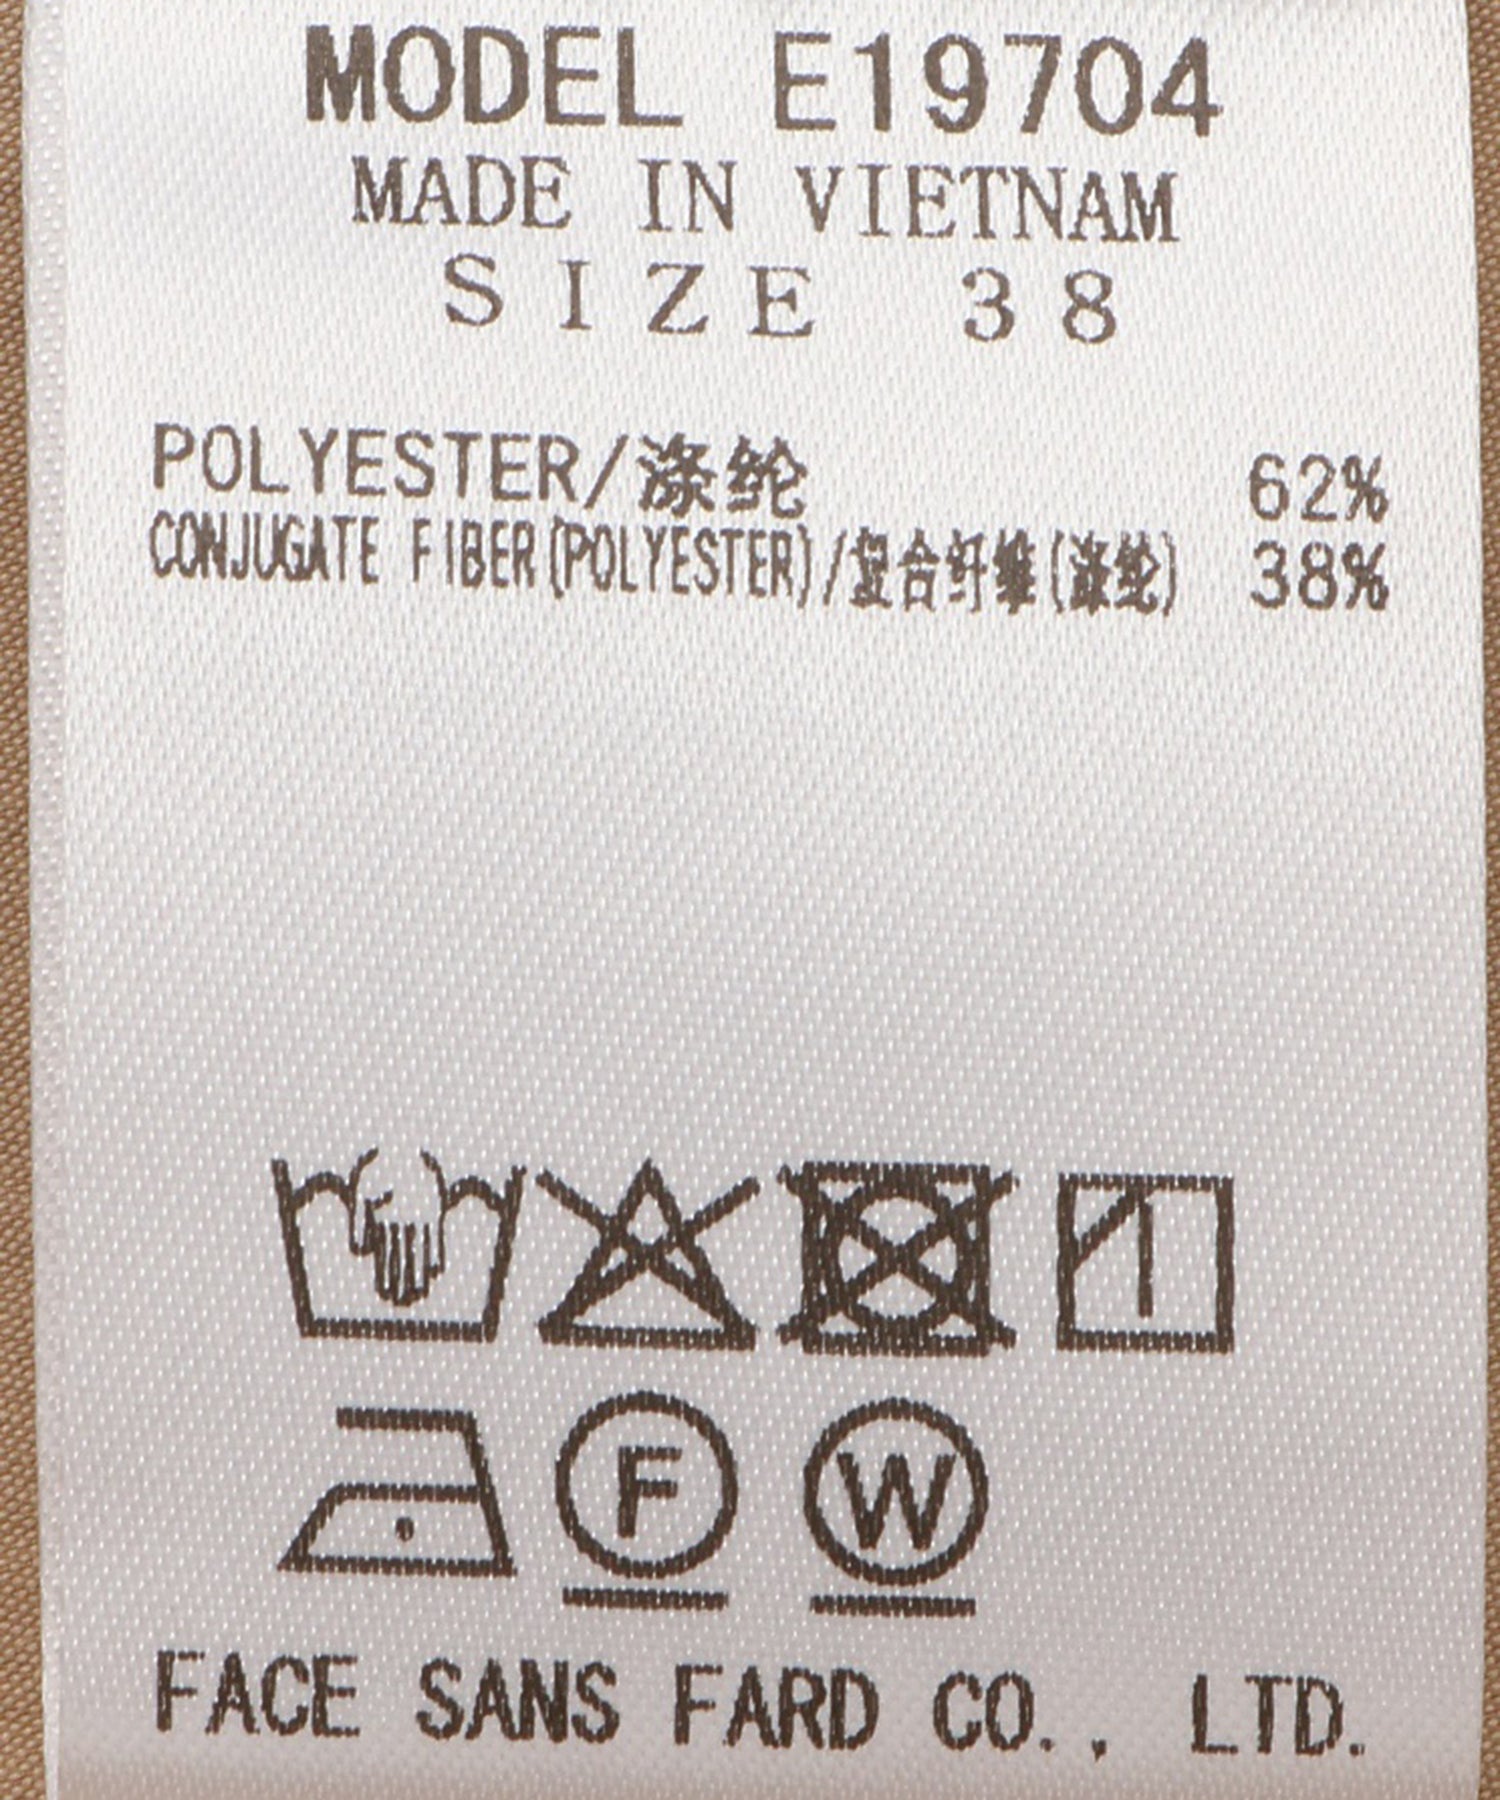 MODEL E19704
MADE IN VIETNAM
SIZE 38
POLYESTER/涤纶 62%
CONJUGATE FIBER(POLYESTER)/复合纤维(涤纶) 38%
F W
FACE SANS FARD CO., LTD.